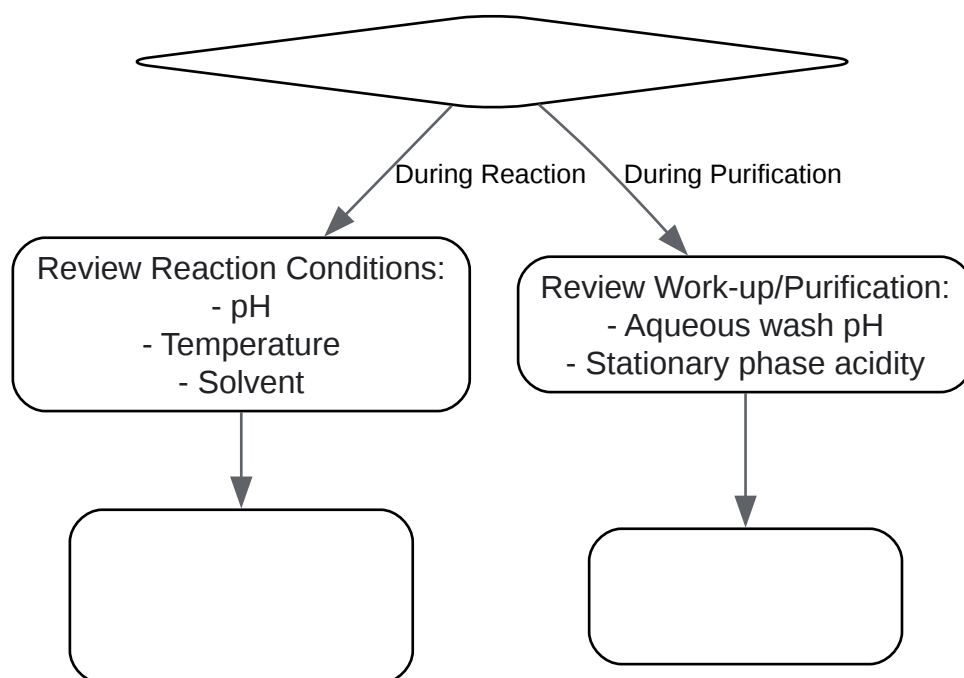 During Reaction
During Purification
Review Reaction Conditions:
- pH
- Temperature
- Solvent
Review Work-up/Purification:
- Aqueous wash pH
- Stationary phase acidity